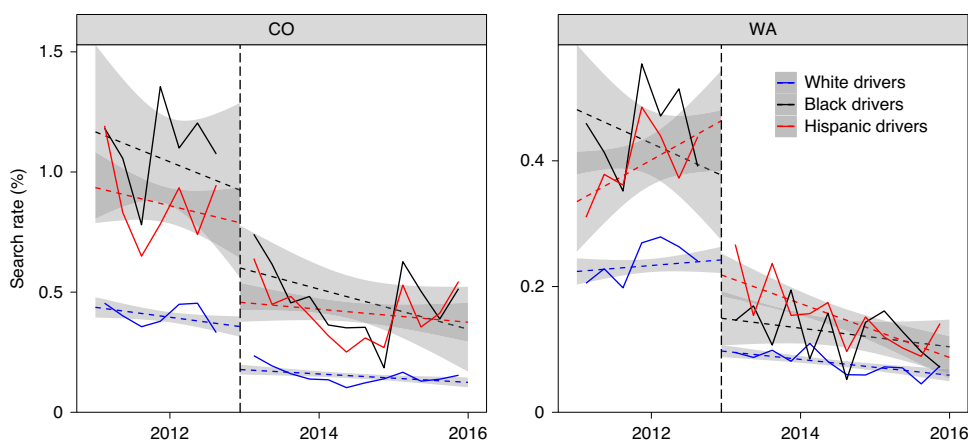 CO
WA
Search rate (%)
1.5
1.0
0.5
0
0.4
0.2
0
White drivers
Black drivers
Hispanic drivers
2012
2014
2016
2012
2014
2016